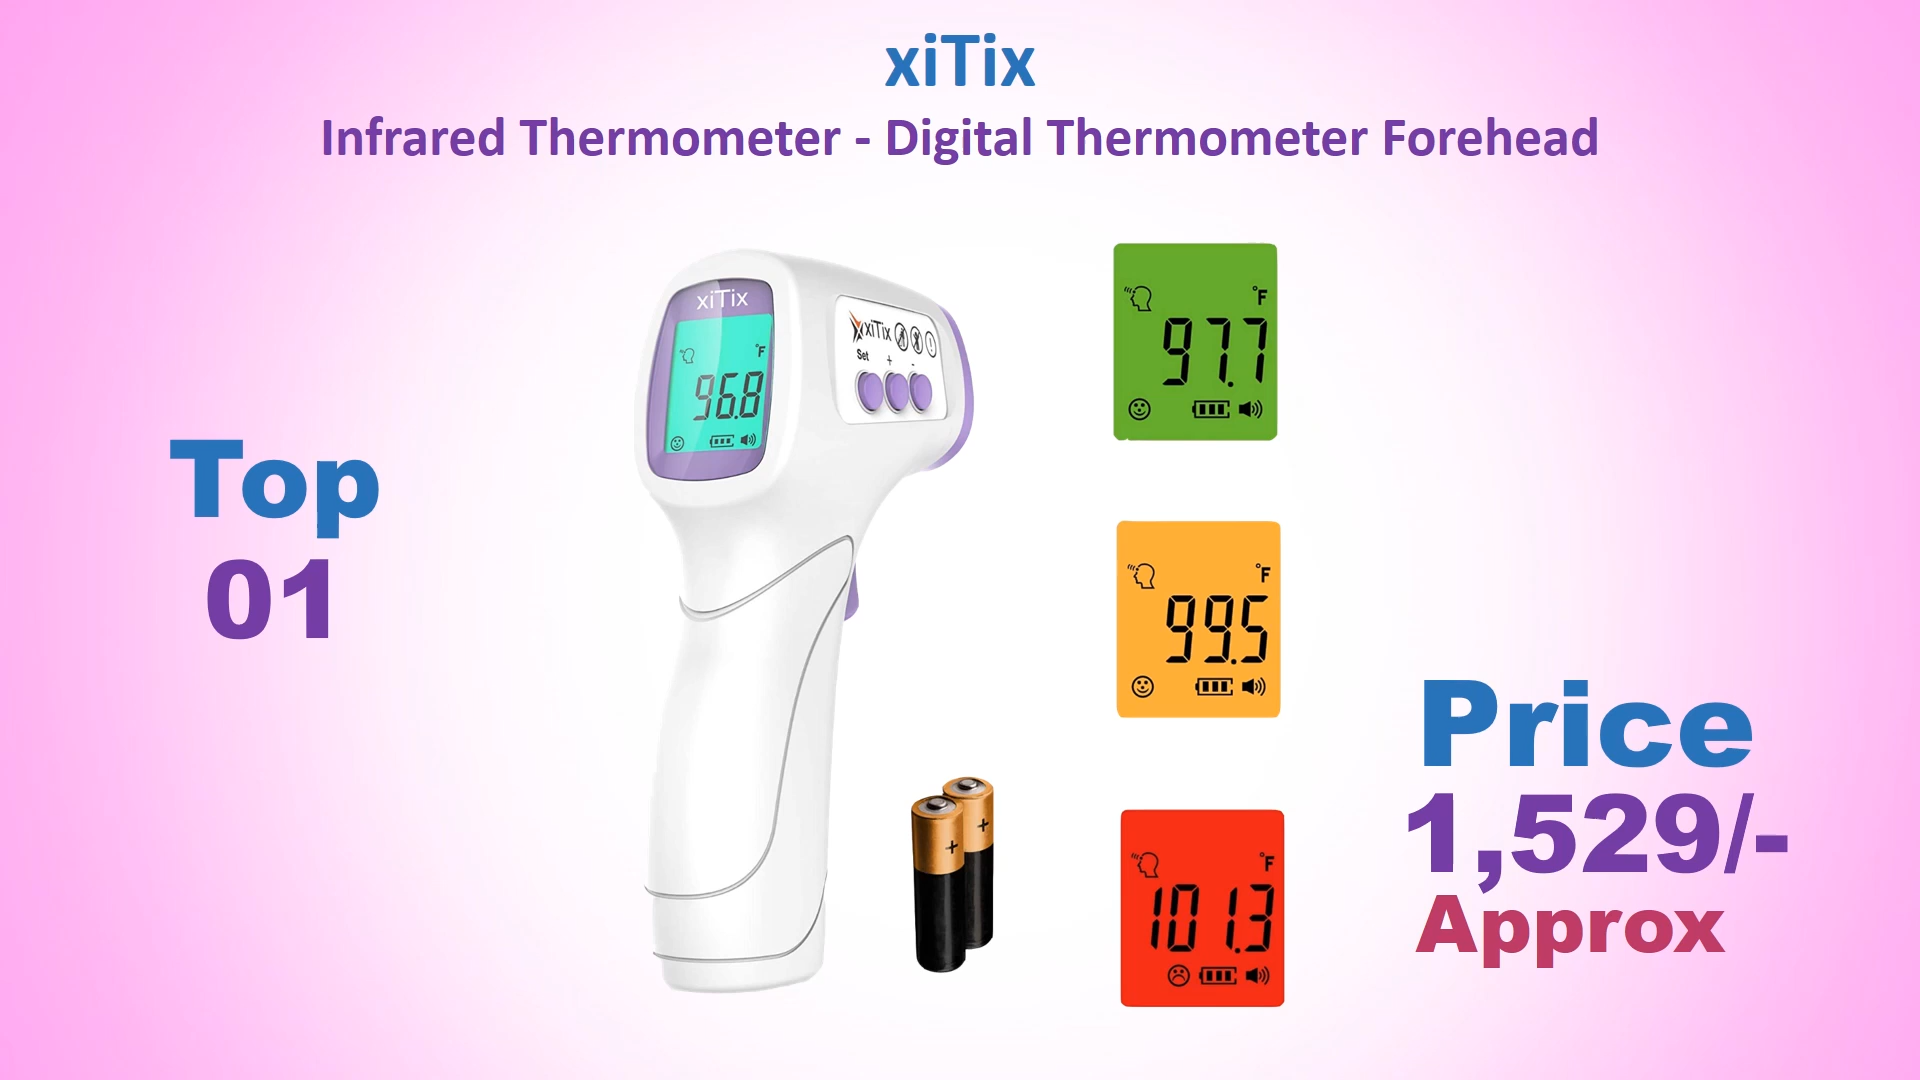 xiTix
Infrared Thermometer - Digital Thermometer Forehead
xiTix
°F
96.8
xiTix
Set + -
°F
97.7
Top
01
°F
99.5
Price
1,529/-
Approx
+ +
°F
101.3